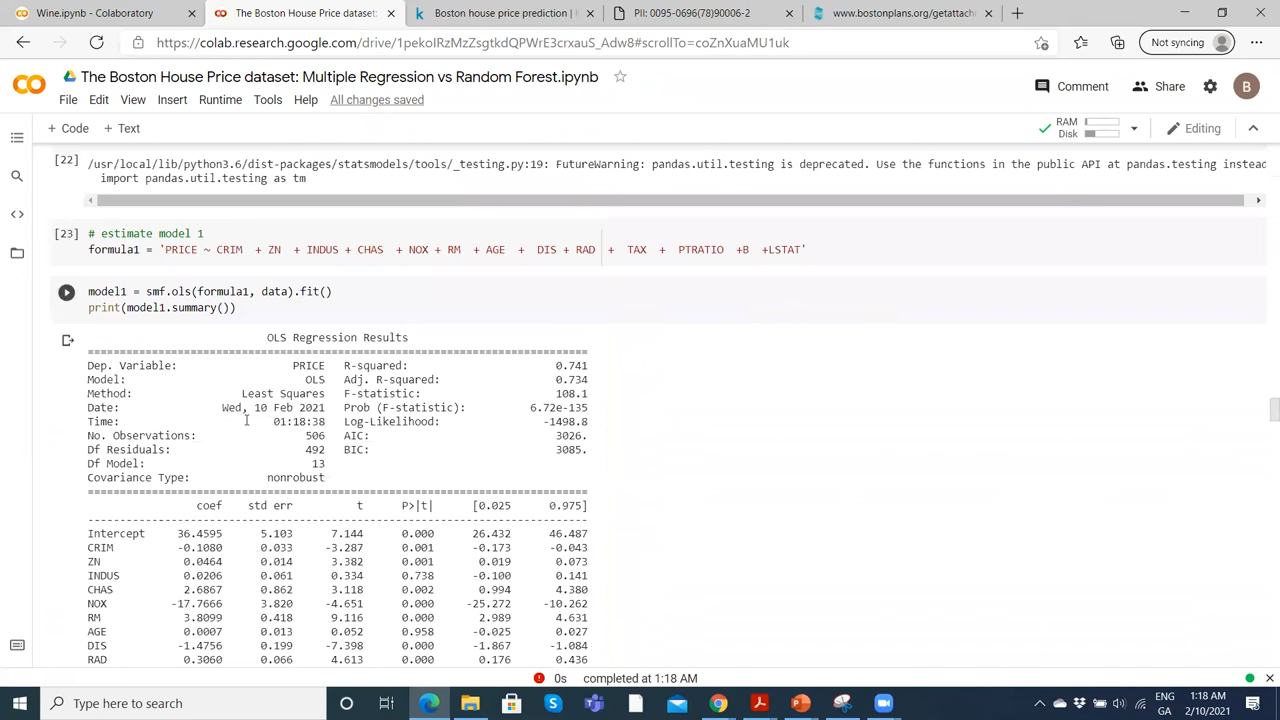 Wine.ipynb - Colaboratory
The Boston House Price dataset:
Boston house price prediction |
PII: 0095-0696(78)90006-2
www.bostonplans.org/getattachm
https://colab.research.google.com/drive/1pekoIRzMzZsgtkdQPWrE3crxauS_Adw8#scrollTo=coZnXuaMU1uk
Not syncing
The Boston House Price dataset: Multiple Regression vs Random Forest.ipynb
Comment
Share
B
File Edit View Insert Runtime Tools Help All changes saved
+ Code + Text
RAM
Disk
Editing
[22]
/usr/local/lib/python3.6/dist-packages/statsmodels/tools/_testing.py:19: FutureWarning: pandas.util.testing is deprecated. Use the functions in the public API at pandas.testing instead
import pandas.util.testing as tm
[23]
# estimate model 1
formula1 = 'PRICE ~ CRIM + ZN + INDUS + CHAS + NOX + RM + AGE + DIS + RAD + TAX + PTRATIO +B +LSTAT'
model1 = smf.ols(formula1, data).fit()
print(model1.summary())
OLS Regression Results
==============================================================================
Dep. Variable: PRICE R-squared: 0.741
Model: OLS Adj. R-squared: 0.734
Method: Least Squares F-statistic: 108.1
Date: Wed, 10 Feb 2021 Prob (F-statistic): 6.72e-135
Time: 01:18:38 Log-Likelihood: -1498.8
No. Observations: 506 AIC: 3026.
Df Residuals: 492 BIC: 3085.
Df Model: 13
Covariance Type: nonrobust
==============================================================================
coef std err t P>|t| [0.025 0.975]
------------------------------------------------------------------------------
Intercept 36.4595 5.103 7.144 0.000 26.432 46.487
CRIM -0.1080 0.033 -3.287 0.001 -0.173 -0.043
ZN 0.0464 0.014 3.382 0.001 0.019 0.073
INDUS 0.0206 0.061 0.334 0.738 -0.100 0.141
CHAS 2.6867 0.862 3.118 0.002 0.994 4.380
NOX -17.7666 3.820 -4.651 0.000 -25.272 -10.262
RM 3.8099 0.418 9.116 0.000 2.989 4.631
AGE 0.0007 0.013 0.052 0.958 -0.025 0.027
DIS -1.4756 0.199 -7.398 0.000 -1.867 -1.084
RAD 0.3060 0.066 4.613 0.000 0.176 0.436
0s completed at 1:18 AM
Type here to search
ENG
GA
1:18 AM
2/10/2021